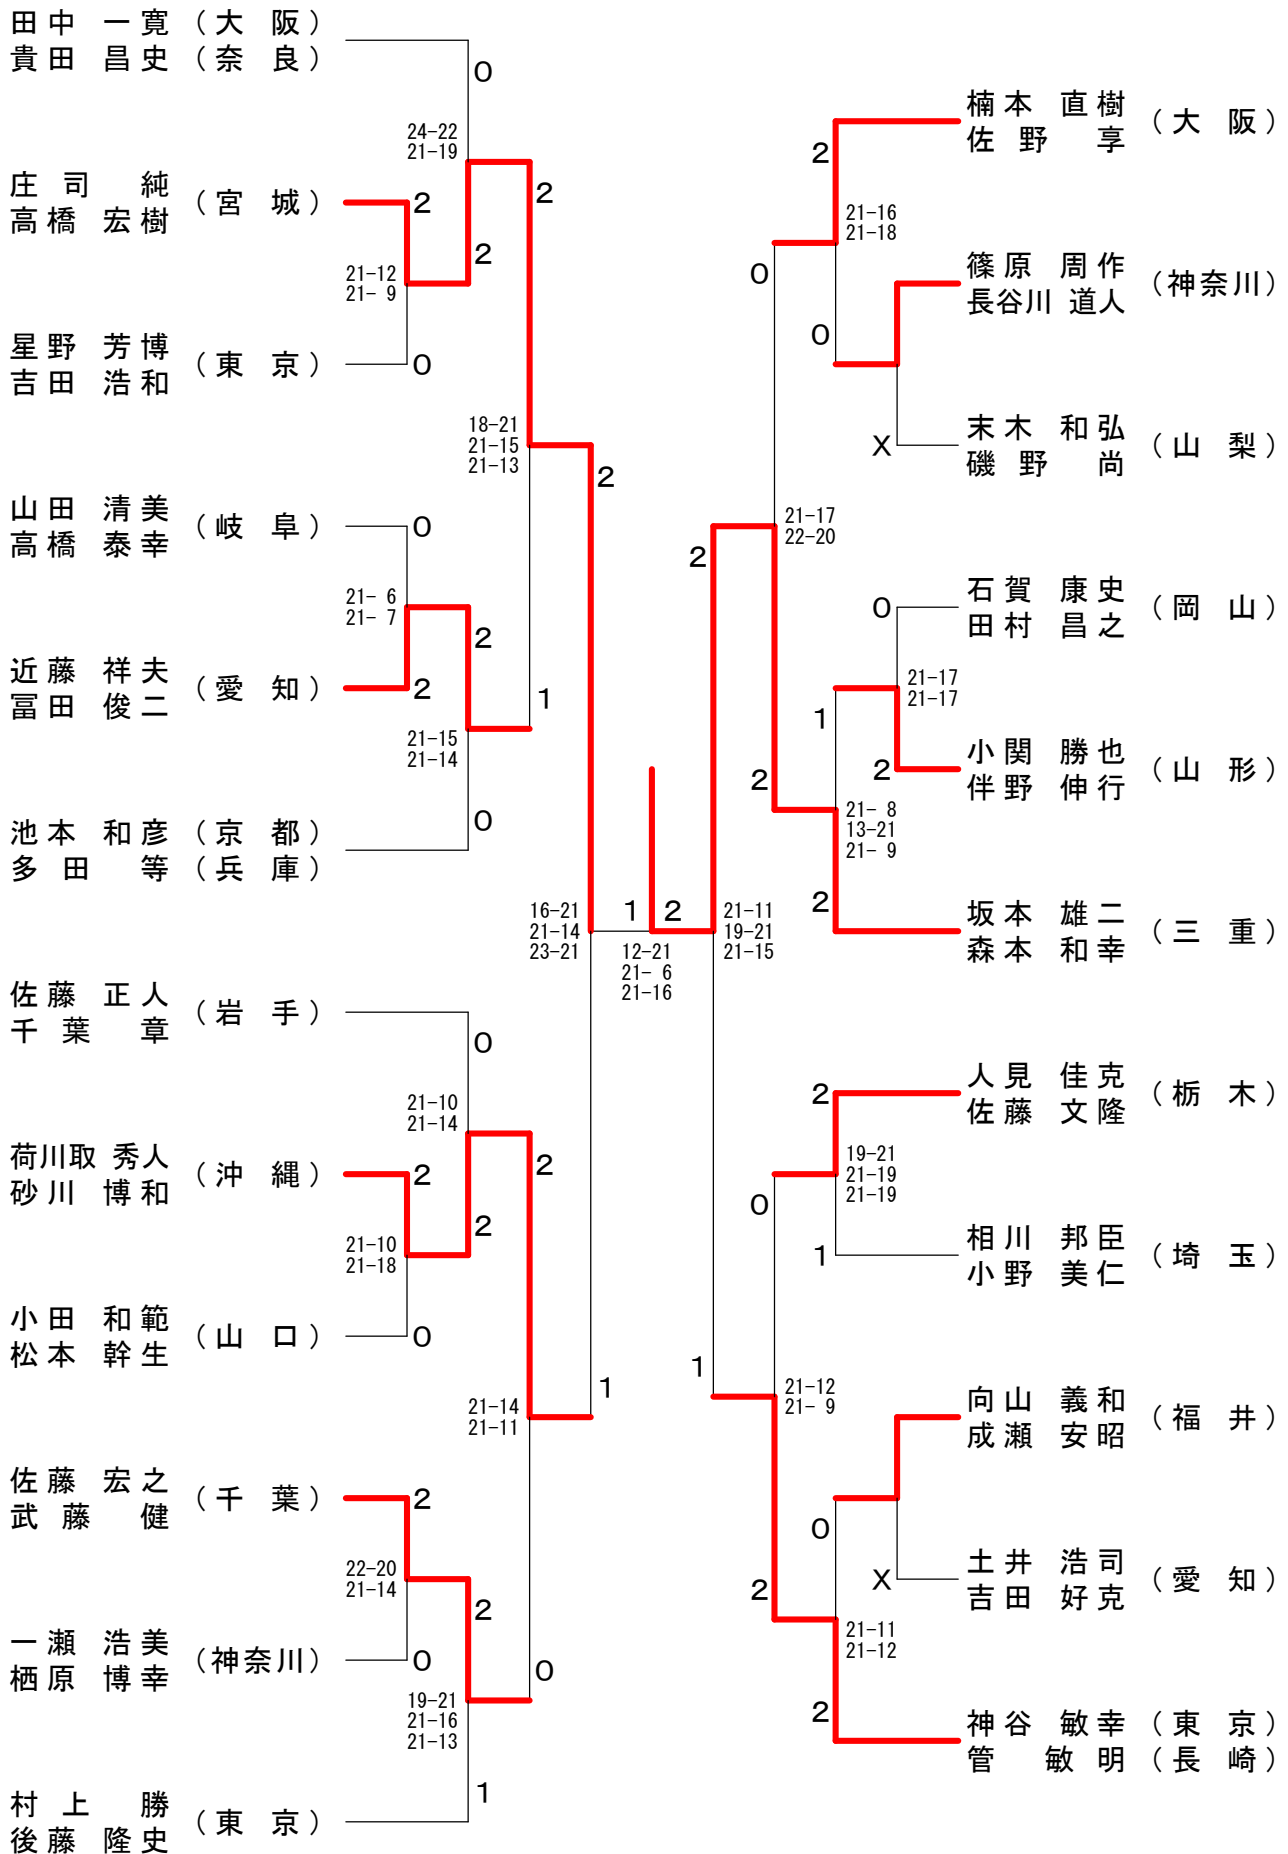 田中 一寛 （大 阪）
貴田 昌史 （奈 良）
0
24-22
21-19
庄司 純
高橋 宏樹
（宮 城）
2
2
2
21-12
21- 9
星野 芳博
吉田 浩和
（東 京）
0
18-21
21-15
21-13
2
山田 清美
高橋 泰幸
（岐 阜）
0
21- 6
21- 7
2
近藤 祥夫
冨田 俊二
（愛 知）
2
1
21-15
21-14
池本 和彦 （京 都）
多田 等 （兵 庫）
0
16-21
21-14
23-21
1
2
12-21
21- 6
21-16
佐藤 正人
千葉 章
（岩 手）
0
21-10
21-14
荷川取 秀人
砂川 博和
（沖 縄）
2
2
2
21-10
21-18
小田 和範
松本 幹生
（山 口）
0
1
21-14
21-11
佐藤 宏之
武藤 健
（千 葉）
2
22-20
21-14
2
一瀬 浩美
栖原 博幸
（神奈川）
0
0
19-21
21-16
21-13
村上 勝
後藤 隆史
（東 京）
1
楠本 直樹
佐野 享
（大 阪）
2
21-16
21-18
0
篠原 周作
長谷川 道人
（神奈川）
0
末木 和弘
磯野 尚
（山 梨）
X
21-17
22-20
2
石賀 康史
田村 昌之
（岡 山）
0
21-17
21-17
1
小関 勝也
伴野 伸行
（山 形）
2
2
21- 8
13-21
21- 9
坂本 雄二
森本 和幸
（三 重）
2
21-11
19-21
21-15
人見 佳克
佐藤 文隆
（栃 木）
2
19-21
21-19
21-19
0
相川 邦臣
小野 美仁
（埼 玉）
1
1
21-12
21- 9
向山 義和
成瀬 安昭
（福 井）
0
土井 浩司
吉田 好克
（愛 知）
X
2
21-11
21-12
神谷 敏幸 （東 京）
管 敏明 （長 崎）
2